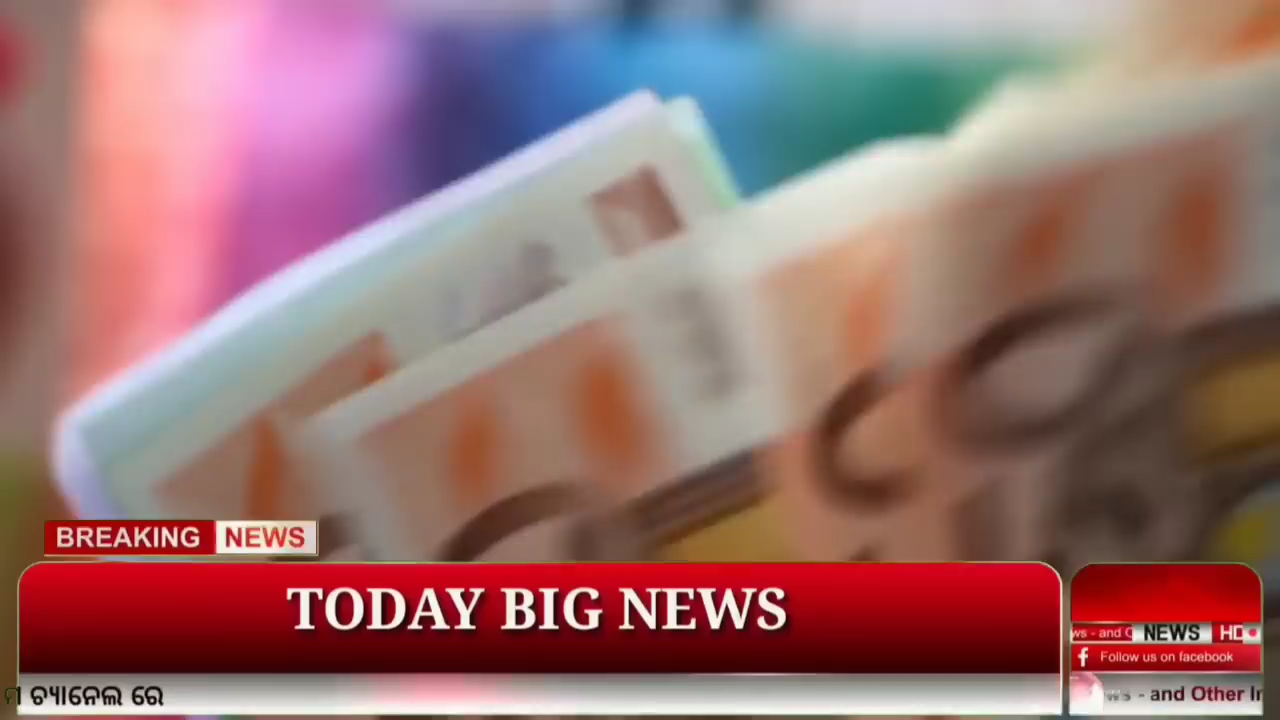 BREAKING NEWS
TODAY BIG NEWS
ଚ୍ୟାନେଲ ରେ
NEWS HD
Follow us on facebook
- and Other